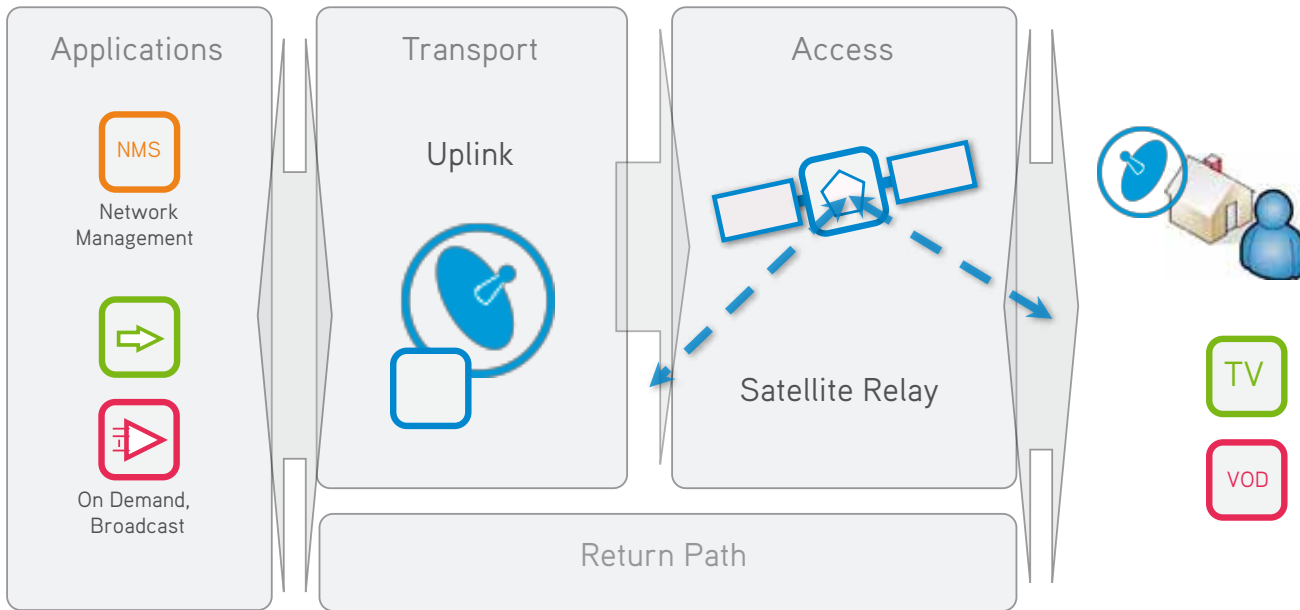 Applications
Transport
Access
NMS
Network
Management
Uplink
On Demand,
Broadcast
Satellite Relay
TV
VOD
Return Path